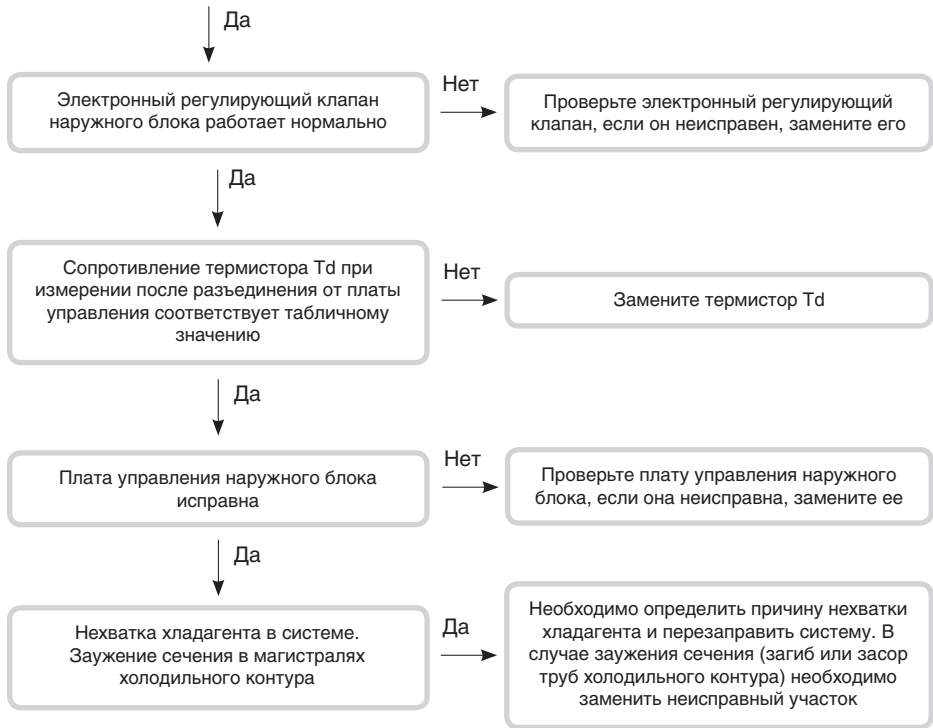 Да
Электронный регулирующий клапан
наружного блока работает нормально
Нет
Проверьте электронный регулирующий
клапан, если он неисправен, замените его
Да
Сопротивление термистора Td при
измерении после разъединения от платы
управления соответствует табличному
значению
Нет
Замените термистор Td
Да
Плата управления наружного блока
исправна
Нет
Проверьте плату управления наружного
блока, если она неисправна, замените ее
Да
Нехватка хладагента в системе.
Заужение сечения в магистралях
холодильного контура
Да
Необходимо определить причину нехватки
хладагента и перезаправить систему. В
случае заужения сечения (загиб или засор
труб холодильного контура) необходимо
заменить неисправный участок